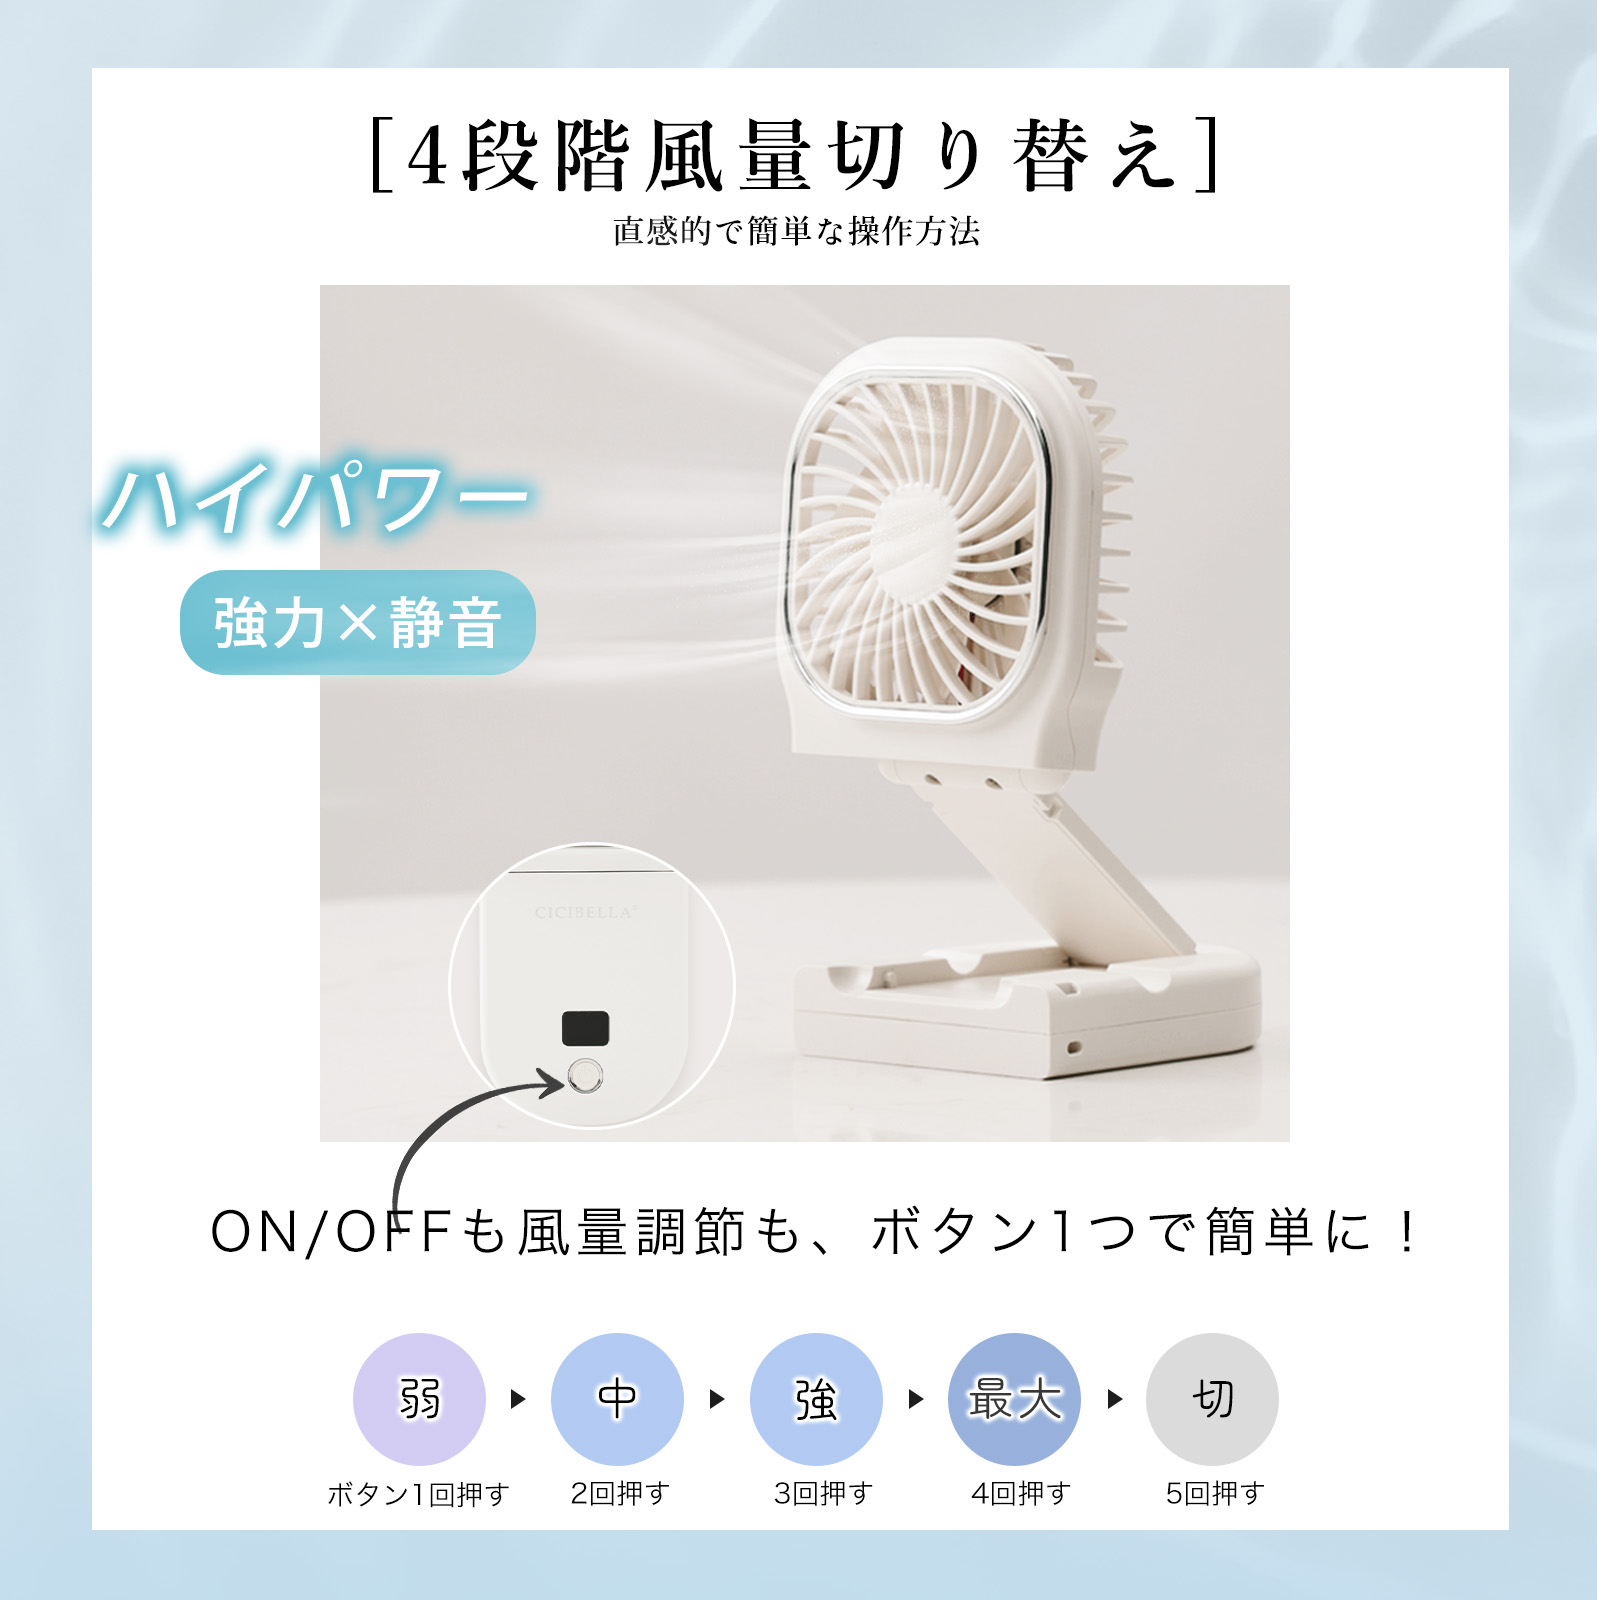 [4段階風量切り替え]
直感的で簡単な操作方法
ハイパワー
強力×静音
CICIBELLA®
ON/OFFも風量調節も、ボタン1つで簡単に！
弱 ▶ 中 ▶ 強 ▶ 最大 ▶ 切
ボタン1回押す 2回押す 3回押す 4回押す 5回押す